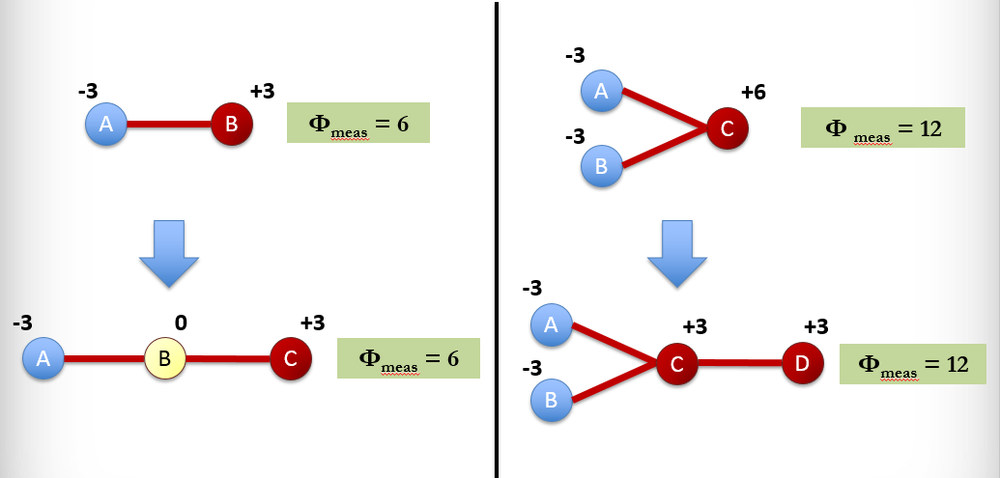 -3
+3
A
B
Φmeas = 6
-3
0
+3
A
B
C
Φmeas = 6
-3
A
+6
-3
C
B
Φ meas = 12
-3
A
+3
+3
-3
C
D
B
Φmeas = 12